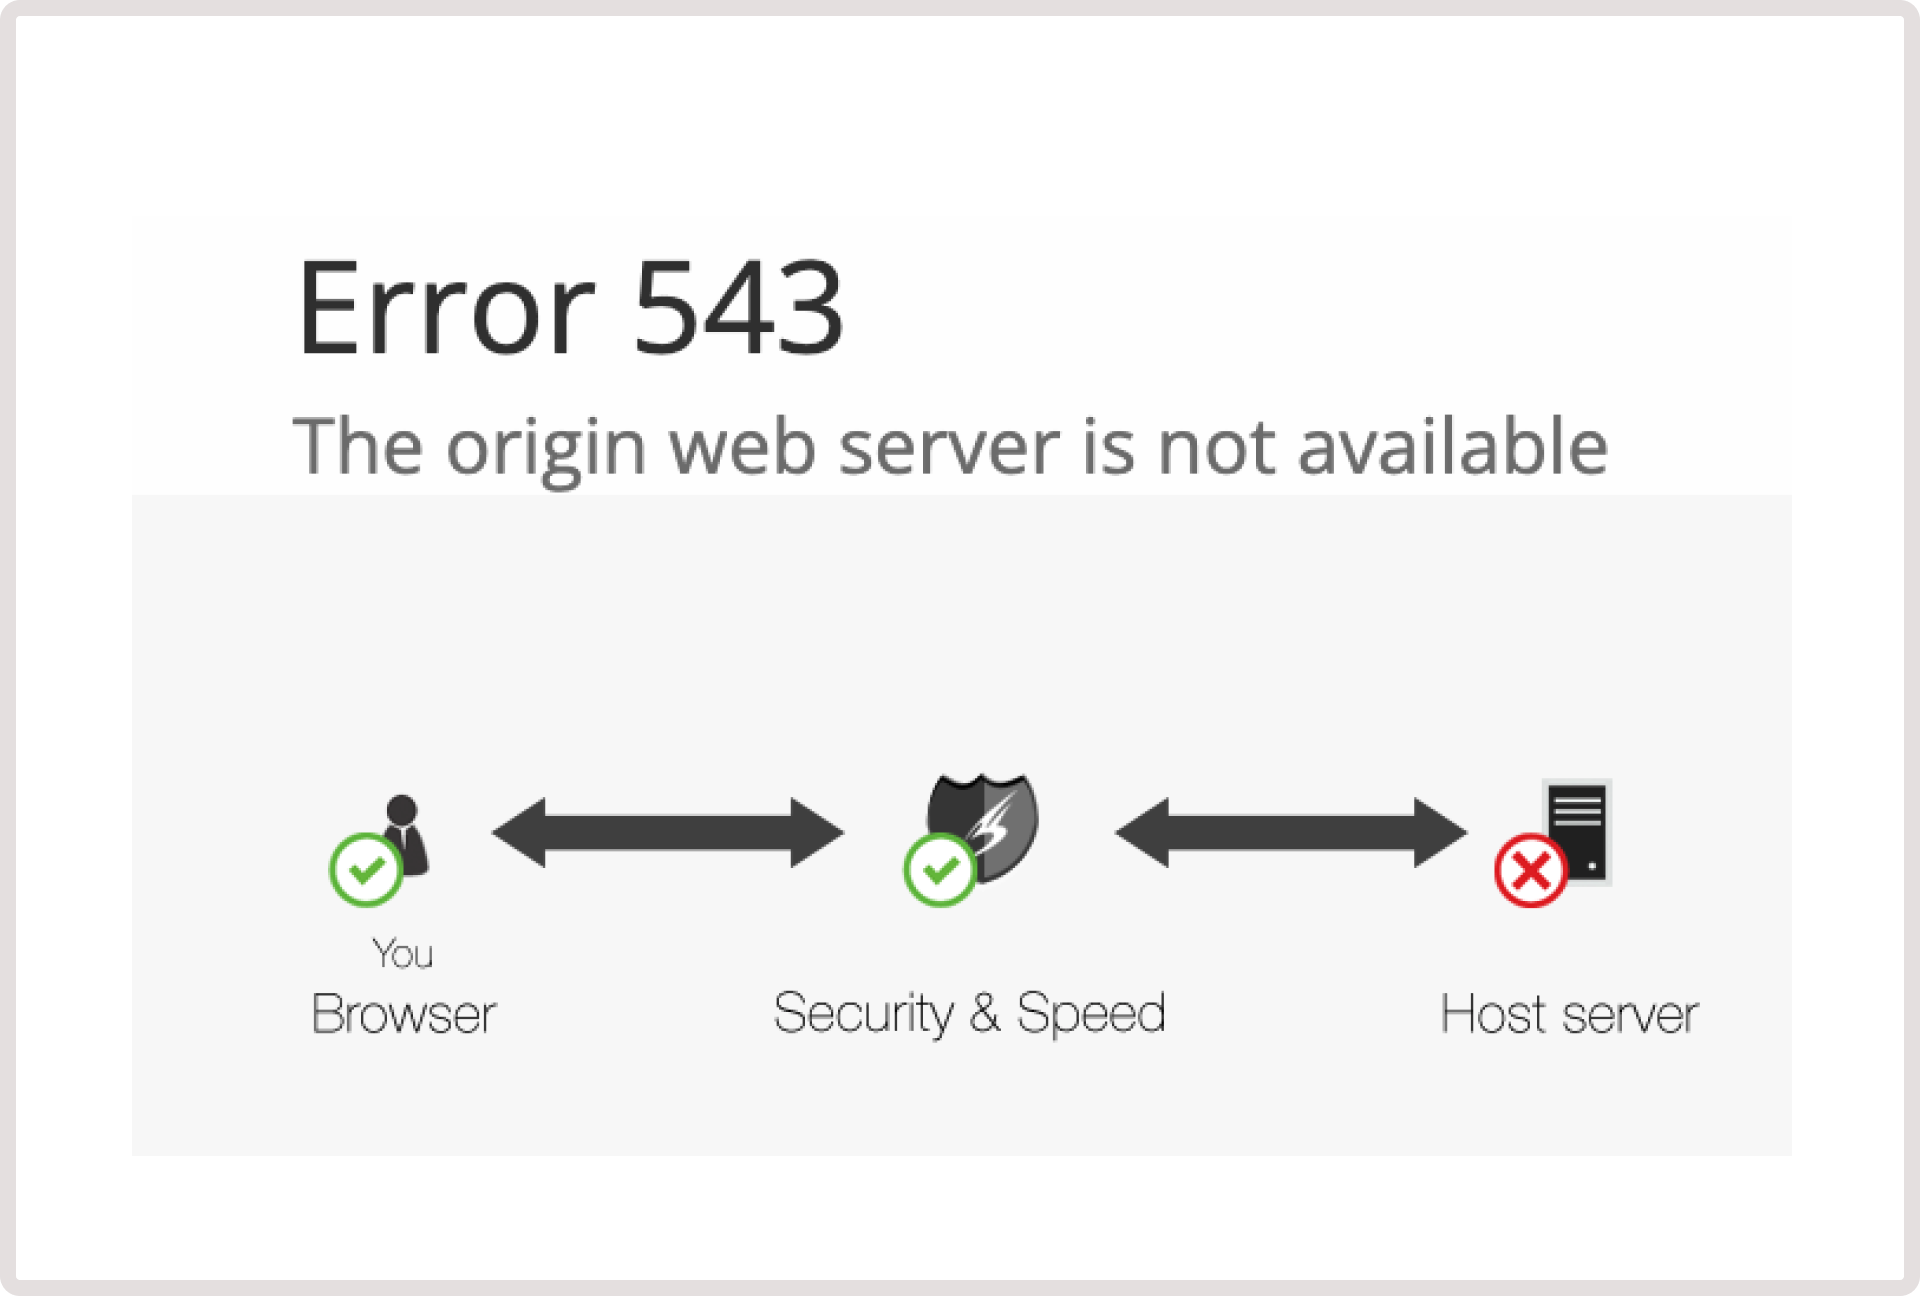 Error 543
The origin web server is not available
You
Browser
Security & Speed
Host server